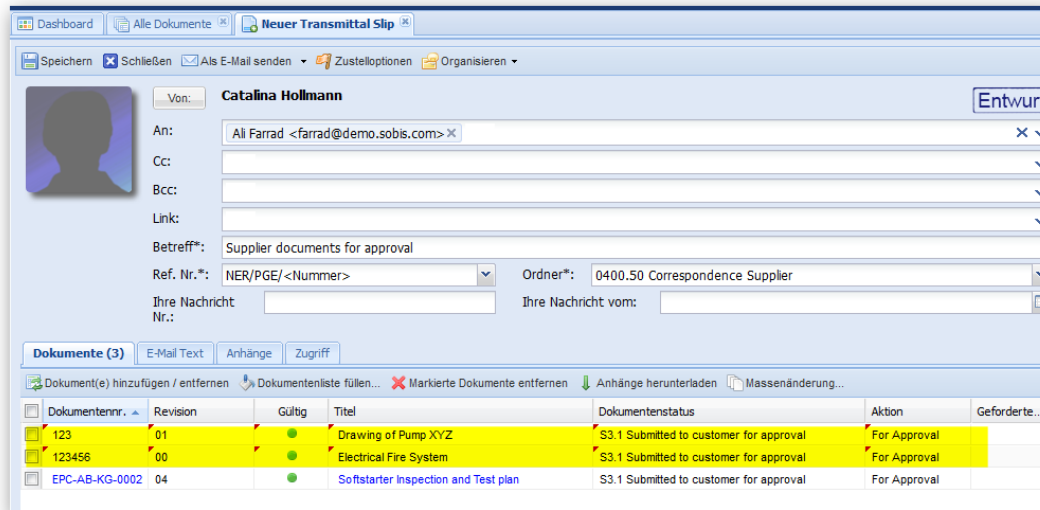 Dashboard Alle Dokumente Neuer Transmittal Slip
Speichern Schließen Als E-Mail senden Zustelloptionen Organisieren
Von: Catalina Hollmann Entwur
An: Ali Farrad <farrad@demo.sobis.com>
Cc:
Bcc:
Link:
Betreff*: Supplier documents for approval
Ref. Nr.*: NER/PGE/<Nummer> Ordner*: 0400.50 Correspondence Supplier
Ihre Nachricht Ihre Nachricht vom:
Nr.:
Dokumente (3) E-Mail Text Anhänge Zugriff
Dokument(e) hinzufügen / entfernen Dokumentenliste füllen... Markierte Dokumente entfernen Anhänge herunterladen Massenänderung...
Dokumentennr. Revision Gültig Titel Dokumentenstatus Aktion Geforderte...
123 01 Drawing of Pump XYZ S3.1 Submitted to customer for approval For Approval
123456 00 Electrical Fire System S3.1 Submitted to customer for approval For Approval
EPC-AB-KG-0002 04 Softstarter Inspection and Test plan S3.1 Submitted to customer for approval For Approval